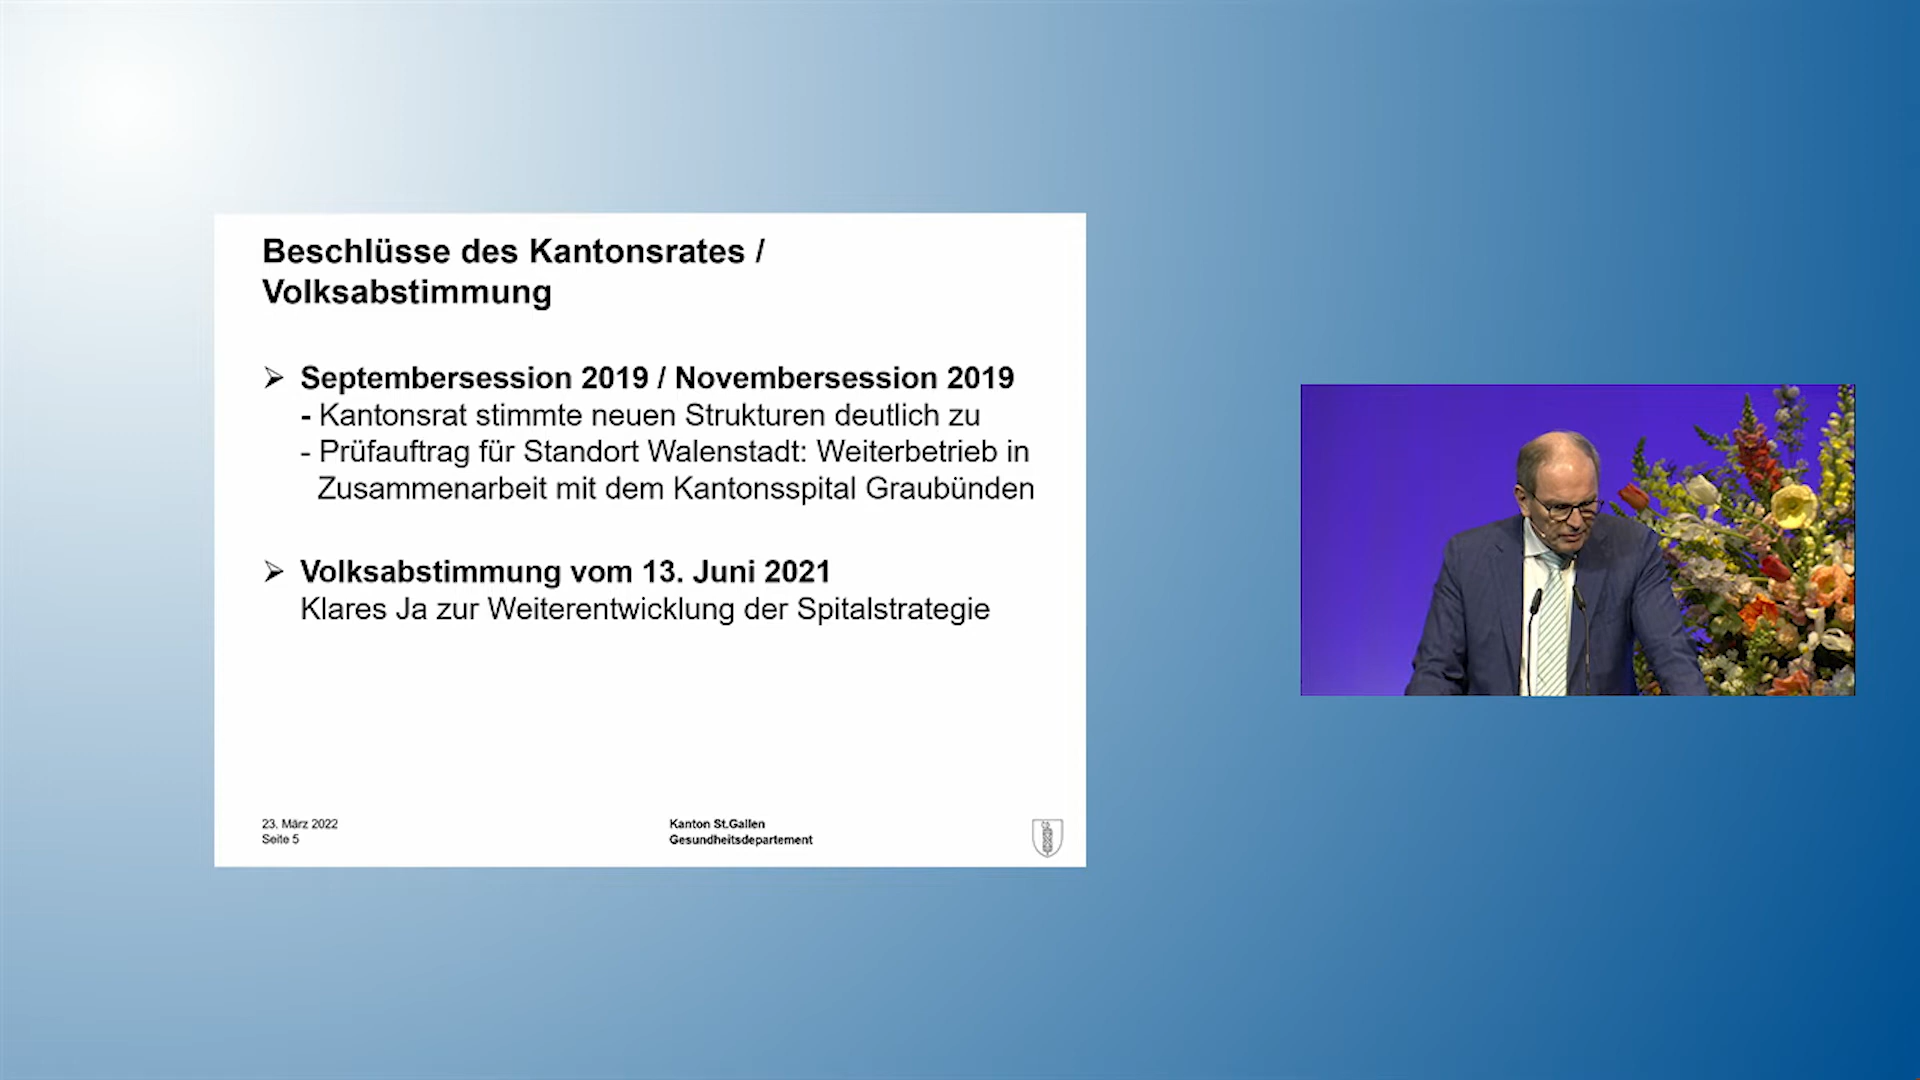 Beschlüsse des Kantonsrates /
Volksabstimmung
➢ Septembersession 2019 / Novembersession 2019
- Kantonsrat stimmte neuen Strukturen deutlich zu
- Prüfauftrag für Standort Walenstadt: Weiterbetrieb in
Zusammenarbeit mit dem Kantonsspital Graubünden
➢ Volksabstimmung vom 13. Juni 2021
Klares Ja zur Weiterentwicklung der Spitalstrategie
23. März 2022
Seite 5
Kanton St.Gallen
Gesundheitsdepartement